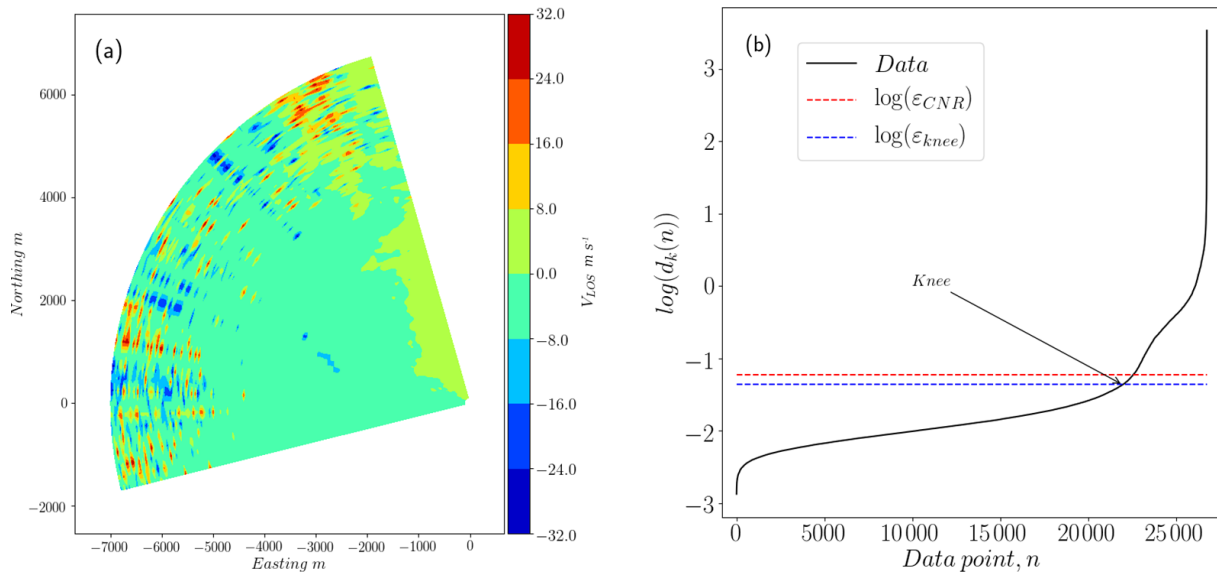 (a)
Northing m
6000
4000
2000
0
−2000
−7000 −6000 −5000 −4000 −3000 −2000 −1000 0
Easting m
32.0
24.0
16.0
8.0
0.0
−8.0
−16.0
−24.0
−32.0
V_LOS m s⁻¹
(b)
Data
log(ε_CNR)
log(ε_knee)
Knee
log(d_k(n))
3
2
1
0
−1
−2
−3
0 5000 10000 15000 20000 25000
Data point, n